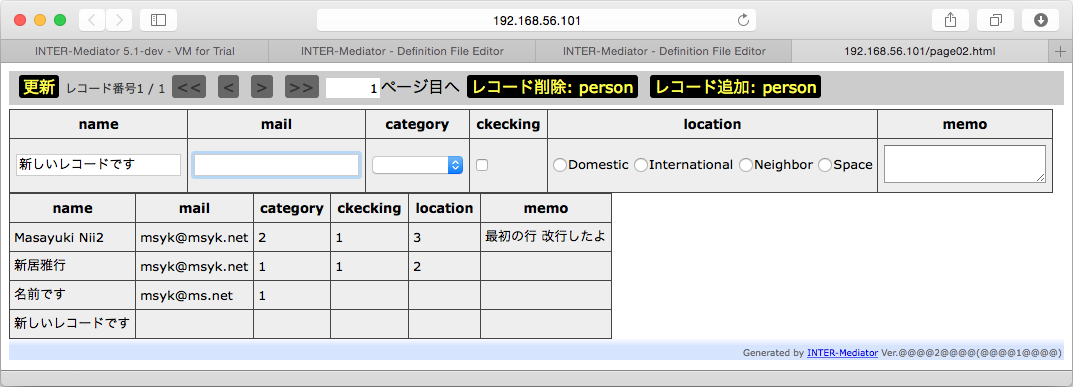 192.168.56.101
INTER-Mediator 5.1-dev - VM for Trial INTER-Mediator - Definition File Editor INTER-Mediator - Definition File Editor 192.168.56.101/page02.html +
更新 レコード番号1 / 1 << < > >> 1 ページ目へ レコード削除: person レコード追加: person
name mail category ckecking location memo
新しいレコードです Domestic International Neighbor Space
name mail category ckecking location memo
Masayuki Nii2 msyk@msyk.net 2 1 3 最初の行 改行したよ
新居雅行 msyk@msyk.net 1 1 2
名前です msyk@ms.net 1
新しいレコードです
Generated by INTER-Mediator Ver.@@@@2@@@@(@@@@1@@@@)